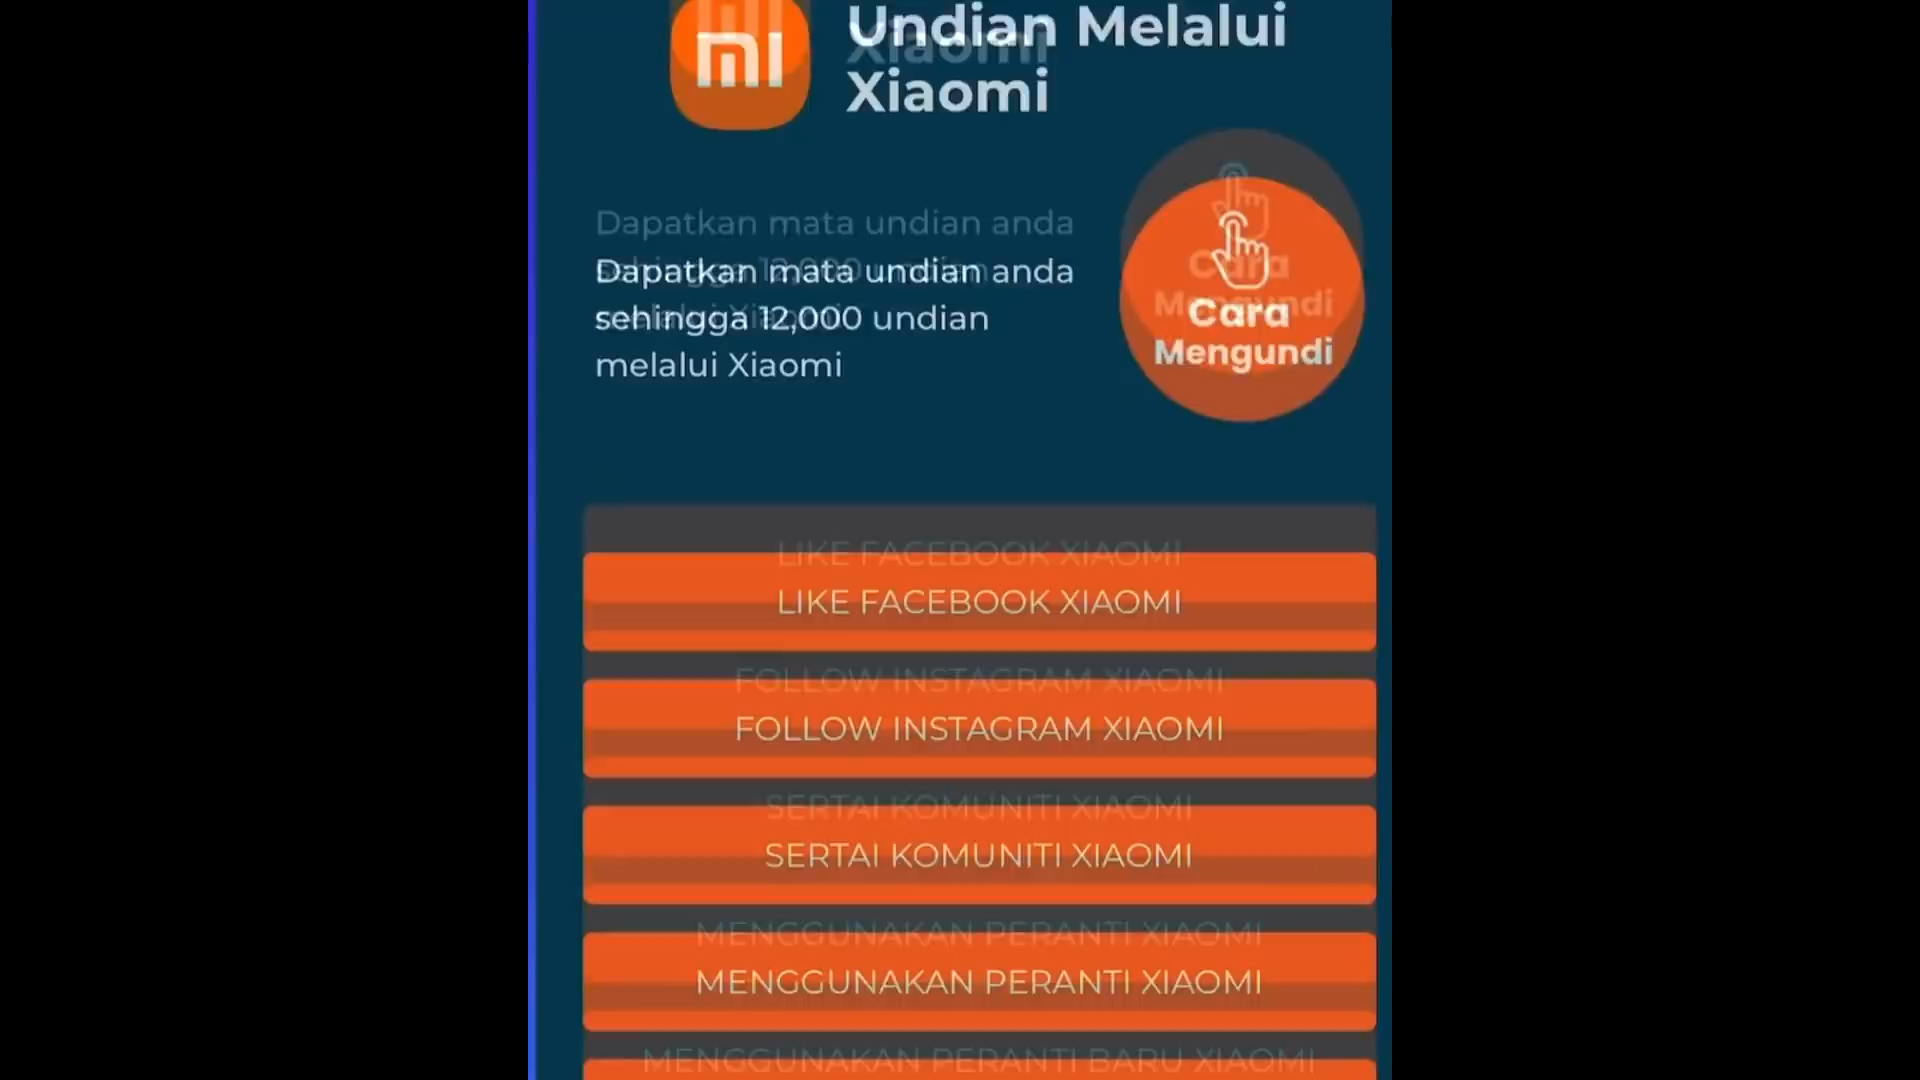 Undian Melalui
Xiaomi
Dapatkan mata undian anda
sehingga 12,000 undian
melalui Xiaomi
Cara
Mengundi
LIKE FACEBOOK XIAOMI
FOLLOW INSTAGRAM XIAOMI
SERTAI KOMUNITI XIAOMI
MENGGUNAKAN PERANTI XIAOMI
MENGGUNAKAN PERANTI BARU XIAOMI